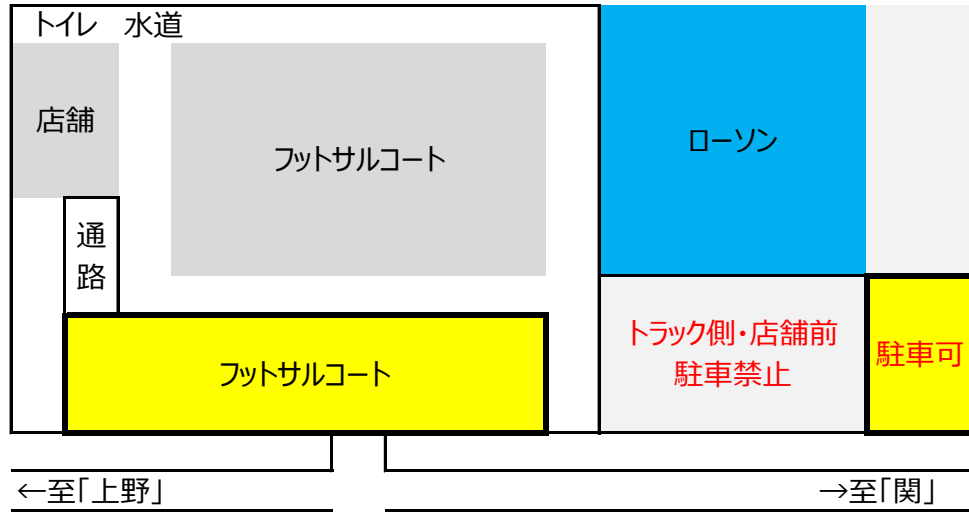 トイレ 水道
店舗
フットサルコート
ローソン
通
路
フットサルコート
トラック側・店舗前
駐車禁止
駐車可
←至「上野」
→至「関」